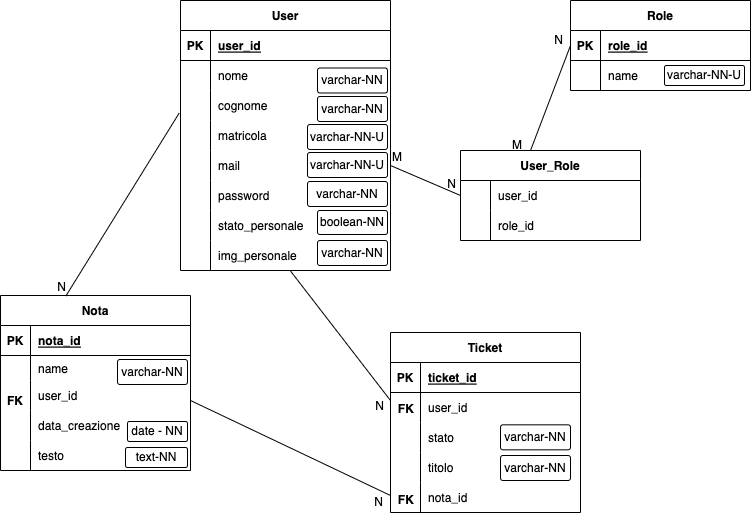 User
PK user_id
nome varchar-NN
cognome varchar-NN
matricola varchar-NN-U
mail varchar-NN-U
password varchar-NN
stato_personale boolean-NN
img_personale varchar-NN
Role
PK role_id
name varchar-NN-U
N
M
M
N
User_Role
user_id
role_id
N
Nota
PK nota_id
name varchar-NN
FK user_id
data_creazione date - NN
testo text-NN
Ticket
PK ticket_id
N
FK user_id
stato varchar-NN
titolo varchar-NN
N
FK nota_id